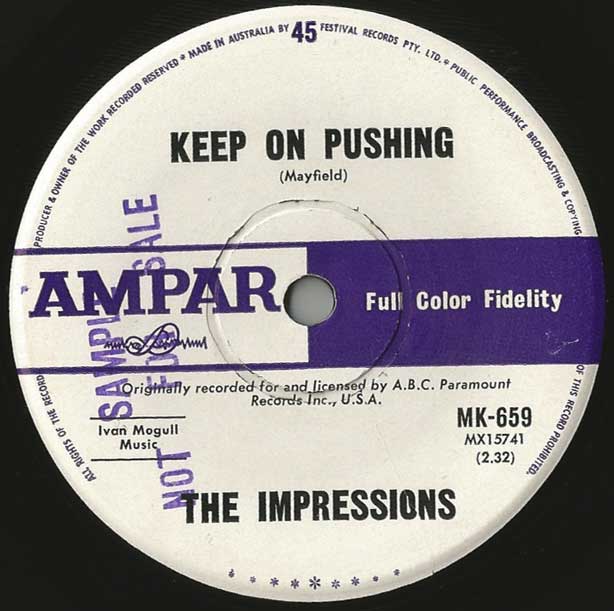 PRODUCER & OWNER OF THE WORK RECORDED RESERVED * MADE IN AUSTRALIA BY 45 FESTIVAL RECORDS PTY. LTD. * PUBLIC PERFORMANCE BROADCASTING & COPYING
KEEP ON PUSHING
(Mayfield)
AMPAR
Full Color Fidelity
Originally recorded for and licensed by A.B.C. Paramount
Records Inc., U.S.A.
Ivan Mogull
Music
MK-659
MX15741
(2.32)
THE IMPRESSIONS
ALL RIGHTS OF THE RECORD
OF THIS RECORD PROHIBITED.
SAMPLE
NOT FOR SALE